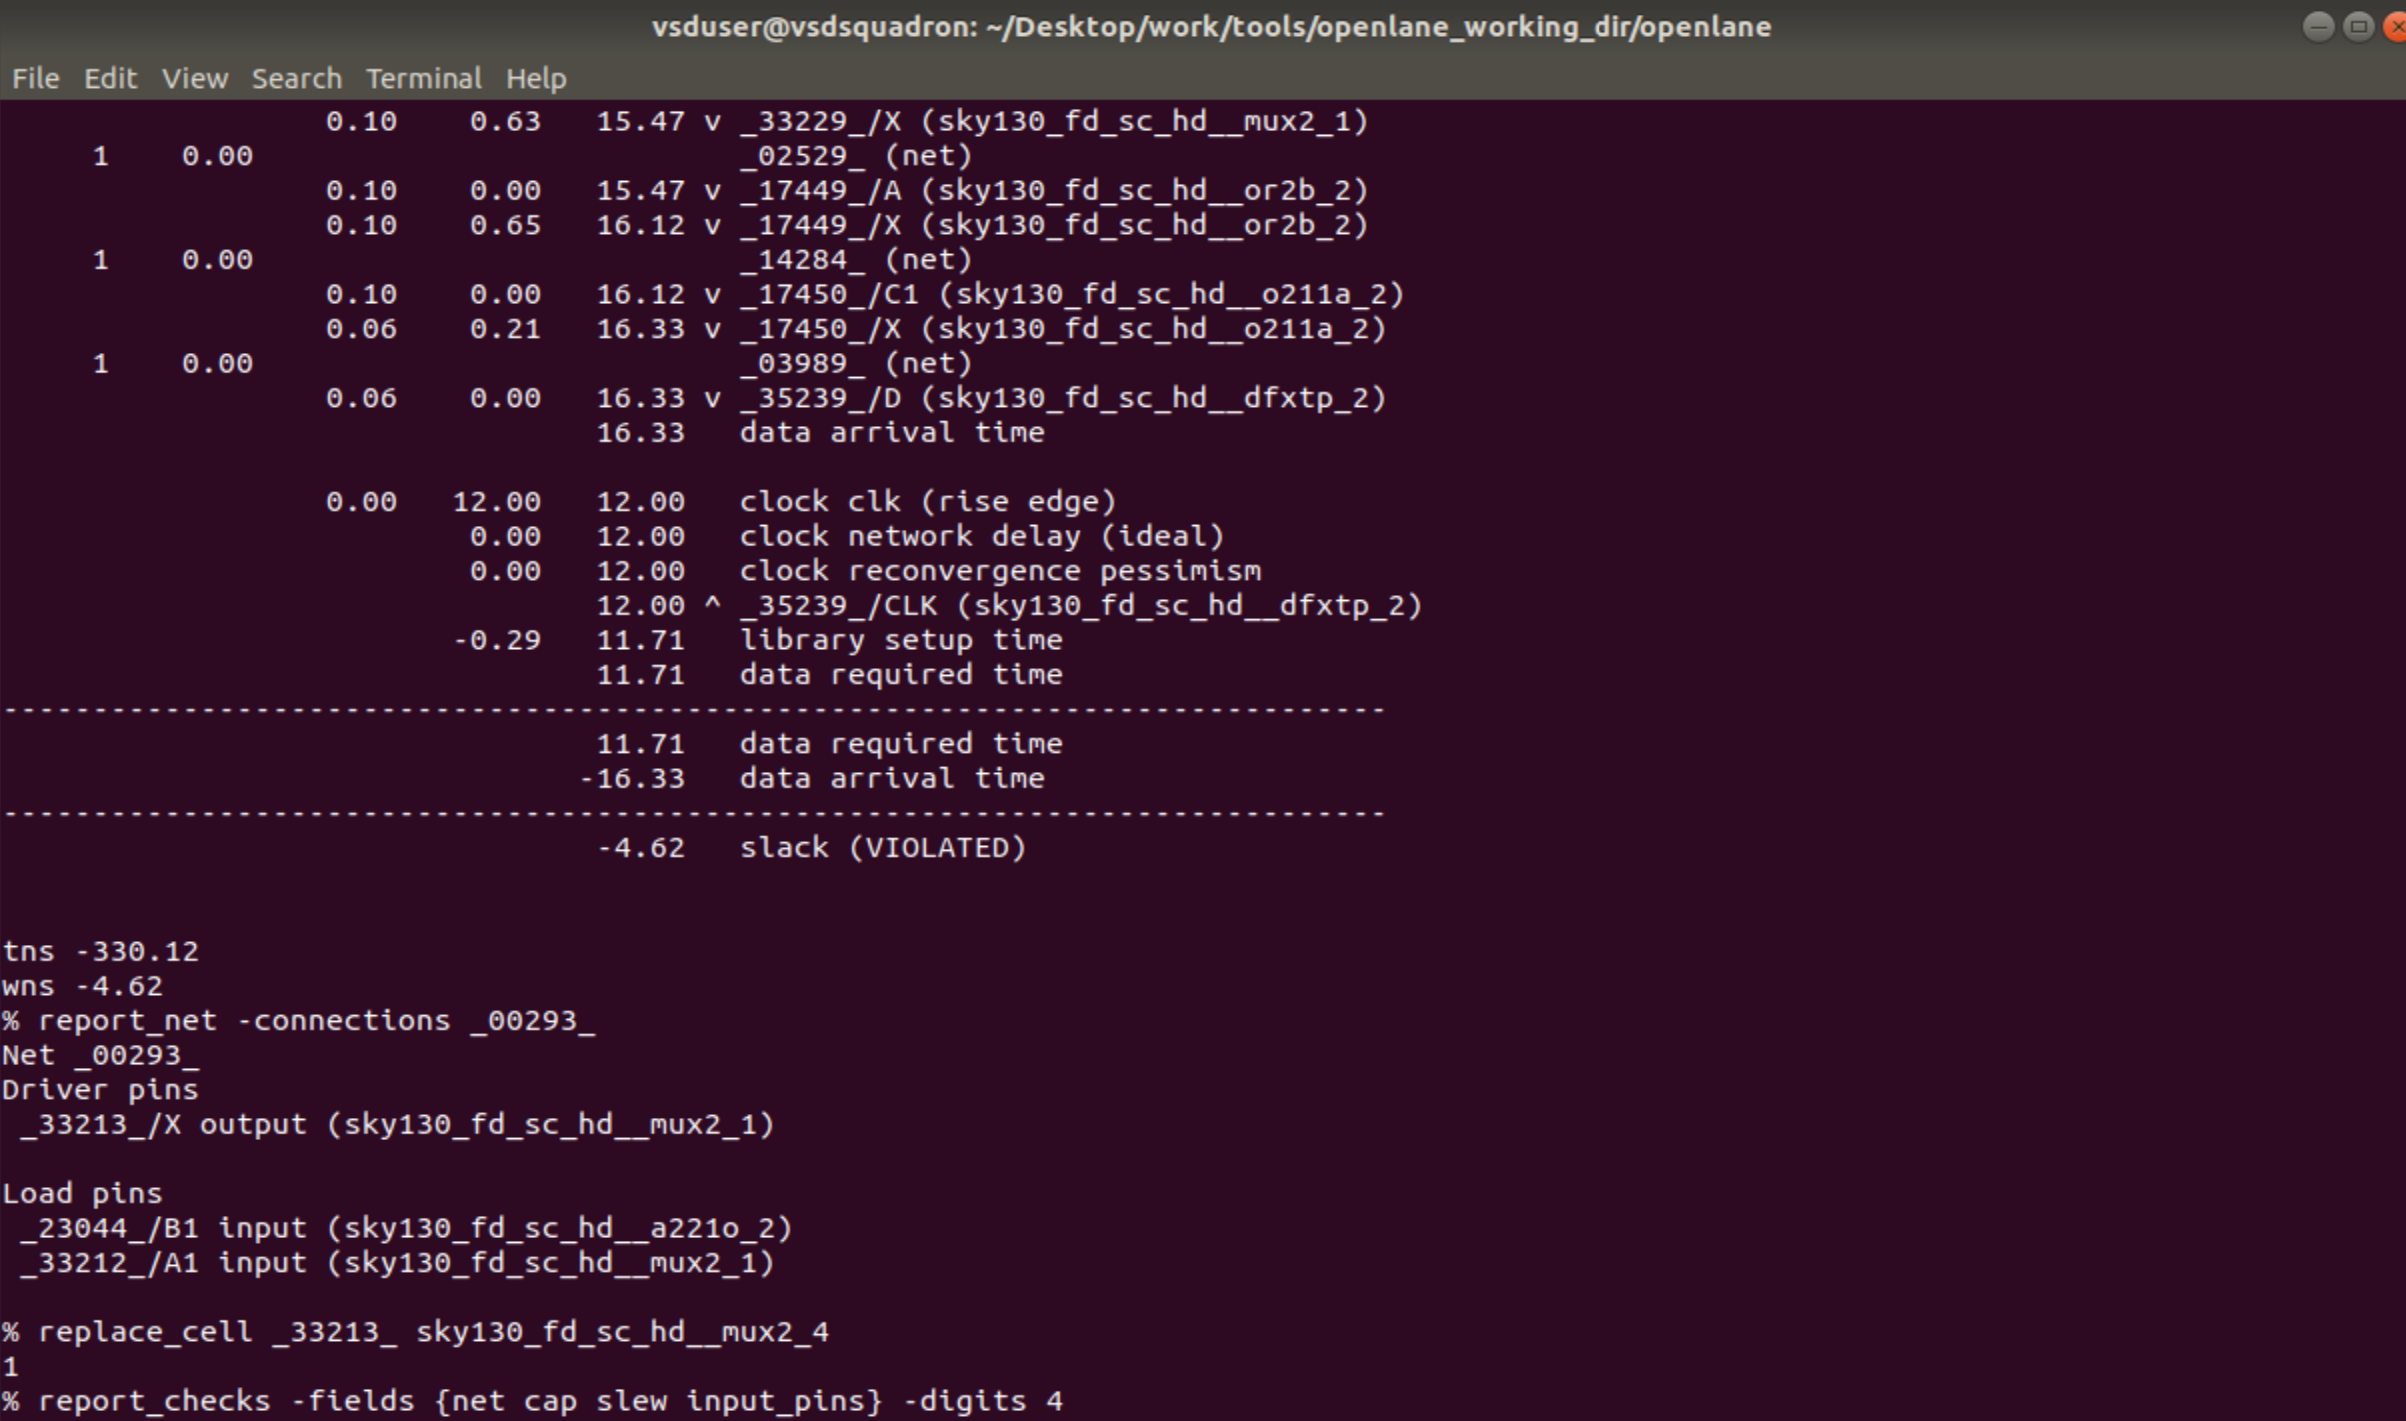 vsduser@vsdsquadron: ~/Desktop/work/tools/openlane_working_dir/openlane
File Edit View Search Terminal Help
0.10 0.63 15.47 v _33229_/X (sky130_fd_sc_hd__mux2_1)
1 0.00 _02529_ (net)
0.10 0.00 15.47 v _17449_/A (sky130_fd_sc_hd__or2b_2)
0.10 0.65 16.12 v _17449_/X (sky130_fd_sc_hd__or2b_2)
1 0.00 _14284_ (net)
0.10 0.00 16.12 v _17450_/C1 (sky130_fd_sc_hd__o211a_2)
0.06 0.21 16.33 v _17450_/X (sky130_fd_sc_hd__o211a_2)
1 0.00 _03989_ (net)
0.06 0.00 16.33 v _35239_/D (sky130_fd_sc_hd__dfxtp_2)
16.33 data arrival time
0.00 12.00 12.00 clock clk (rise edge)
0.00 12.00 clock network delay (ideal)
0.00 12.00 clock reconvergence pessimism
12.00 ^ _35239_/CLK (sky130_fd_sc_hd__dfxtp_2)
-0.29 11.71 library setup time
11.71 data required time
-----------------------------------------------------------------------------
11.71 data required time
-16.33 data arrival time
-----------------------------------------------------------------------------
-4.62 slack (VIOLATED)
tns -330.12
wns -4.62
% report_net -connections _00293_
Net _00293_
Driver pins
_33213_/X output (sky130_fd_sc_hd__mux2_1)
Load pins
_23044_/B1 input (sky130_fd_sc_hd__a221o_2)
_33212_/A1 input (sky130_fd_sc_hd__mux2_1)
% replace_cell _33213_ sky130_fd_sc_hd__mux2_4
1
% report_checks -fields {net cap slew input_pins} -digits 4